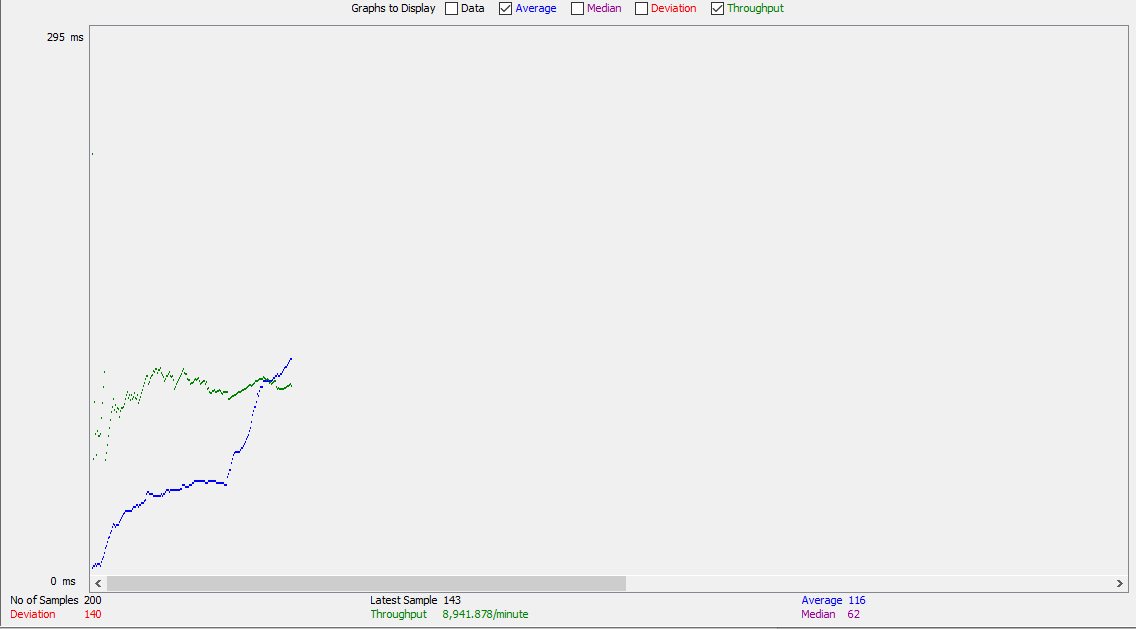 Graphs to Display Data Average Median Deviation Throughput
295 ms
0 ms
No of Samples 200 Latest Sample 143 Average 116
Deviation 140 Throughput 8,941.878/minute Median 62